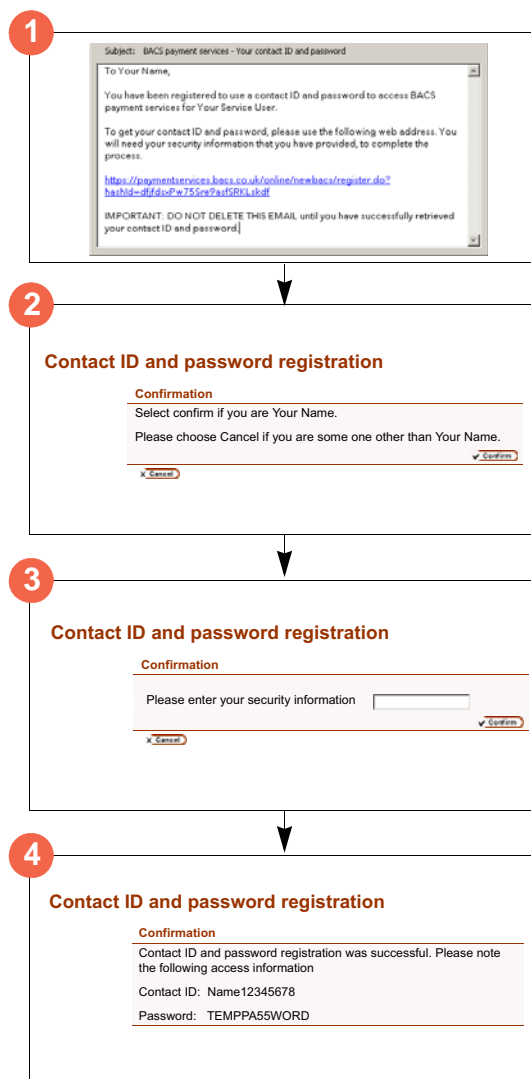 1
Subject: BACS payment services - Your contact ID and password
To Your Name,
You have been registered to use a contact ID and password to access BACS
payment services for Your Service User.
To get your contact ID and password, please use the following web address. You
will need your security information that you have provided, to complete the
process.
https://paymentservices.bacs.co.uk/online/newbacs/register.do?
hashId=dfjfdsxPw75Sre9asfSRKLskdf
IMPORTANT: DO NOT DELETE THIS EMAIL until you have successfully retrieved
your contact ID and password.
2
Contact ID and password registration
Confirmation
Select confirm if you are Your Name.
Please choose Cancel if you are some one other than Your Name.
Confirm
Cancel
3
Contact ID and password registration
Confirmation
Please enter your security information
Confirm
Cancel
4
Contact ID and password registration
Confirmation
Contact ID and password registration was successful. Please note
the following access information
Contact ID: Name12345678
Password: TEMPPA55WORD